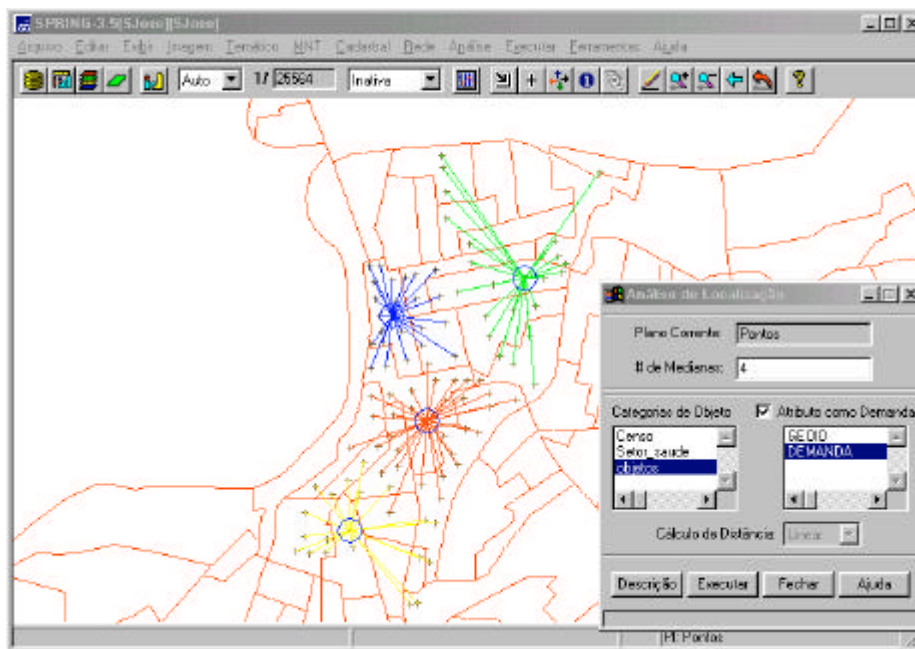 SPRING-3.5[SJose][SJose]
Arquivo Editar Exibir Imagem Temático MNT Cadastral Rede Análise Executar Ferramentas Ajuda
Auto 1/ 25564 Inativa
Análise de Localização
Plano Corrente: Pontos
# de Medianas: 4
Categorias de Objeto Atributo como Demanda
Censo GEOID
Setor_saude DEMANDA
objetos
Cálculo de Distância: Linear
Descrição Executar Fechar Ajuda
PI: Pontos